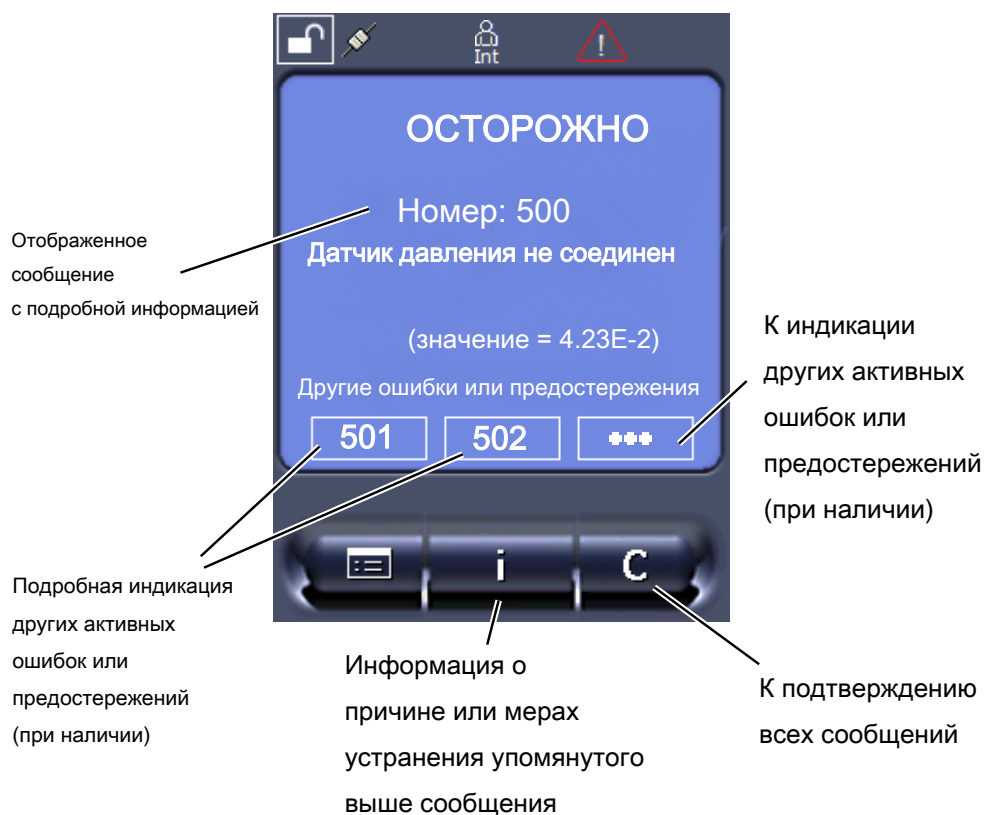 Int
!
ОСТОРОЖНО
Номер: 500
Датчик давления не соединен
(значение = 4.23E-2)
Другие ошибки или предостережения
501
502
•••
i
C
Отображенное
сообщение
с подробной информацией
К индикации
других активных
ошибок или
предостережений
(при наличии)
Подробная индикация
других активных
ошибок или
предостережений
(при наличии)
Информация о
причине или мерах
устранения упомянутого
выше сообщения
К подтверждению
всех сообщений